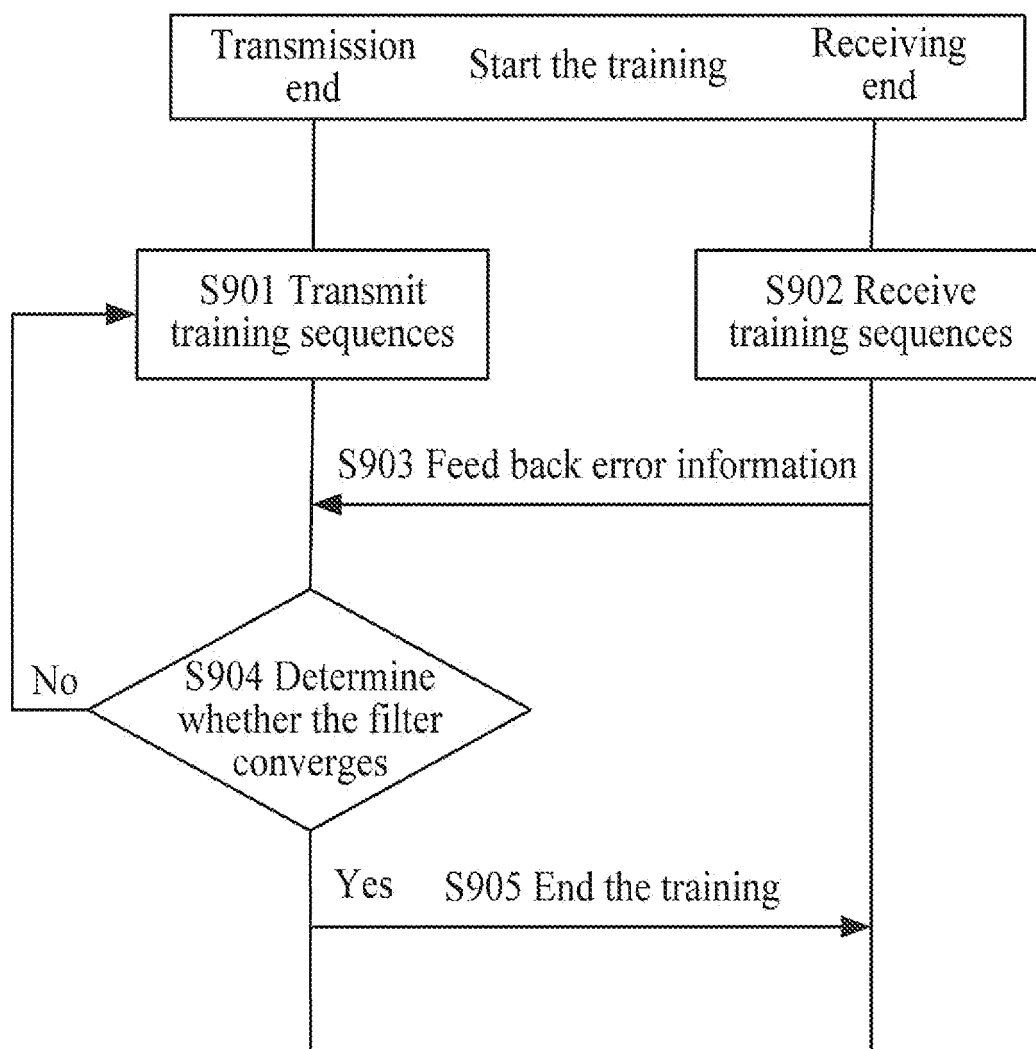 Transmission
end
Start the training
Receiving
end
S901 Transmit
training sequences
S902 Receive
training sequences
S903 Feed back error information
No
S904 Determine
whether the filter
converges
Yes
S905 End the training